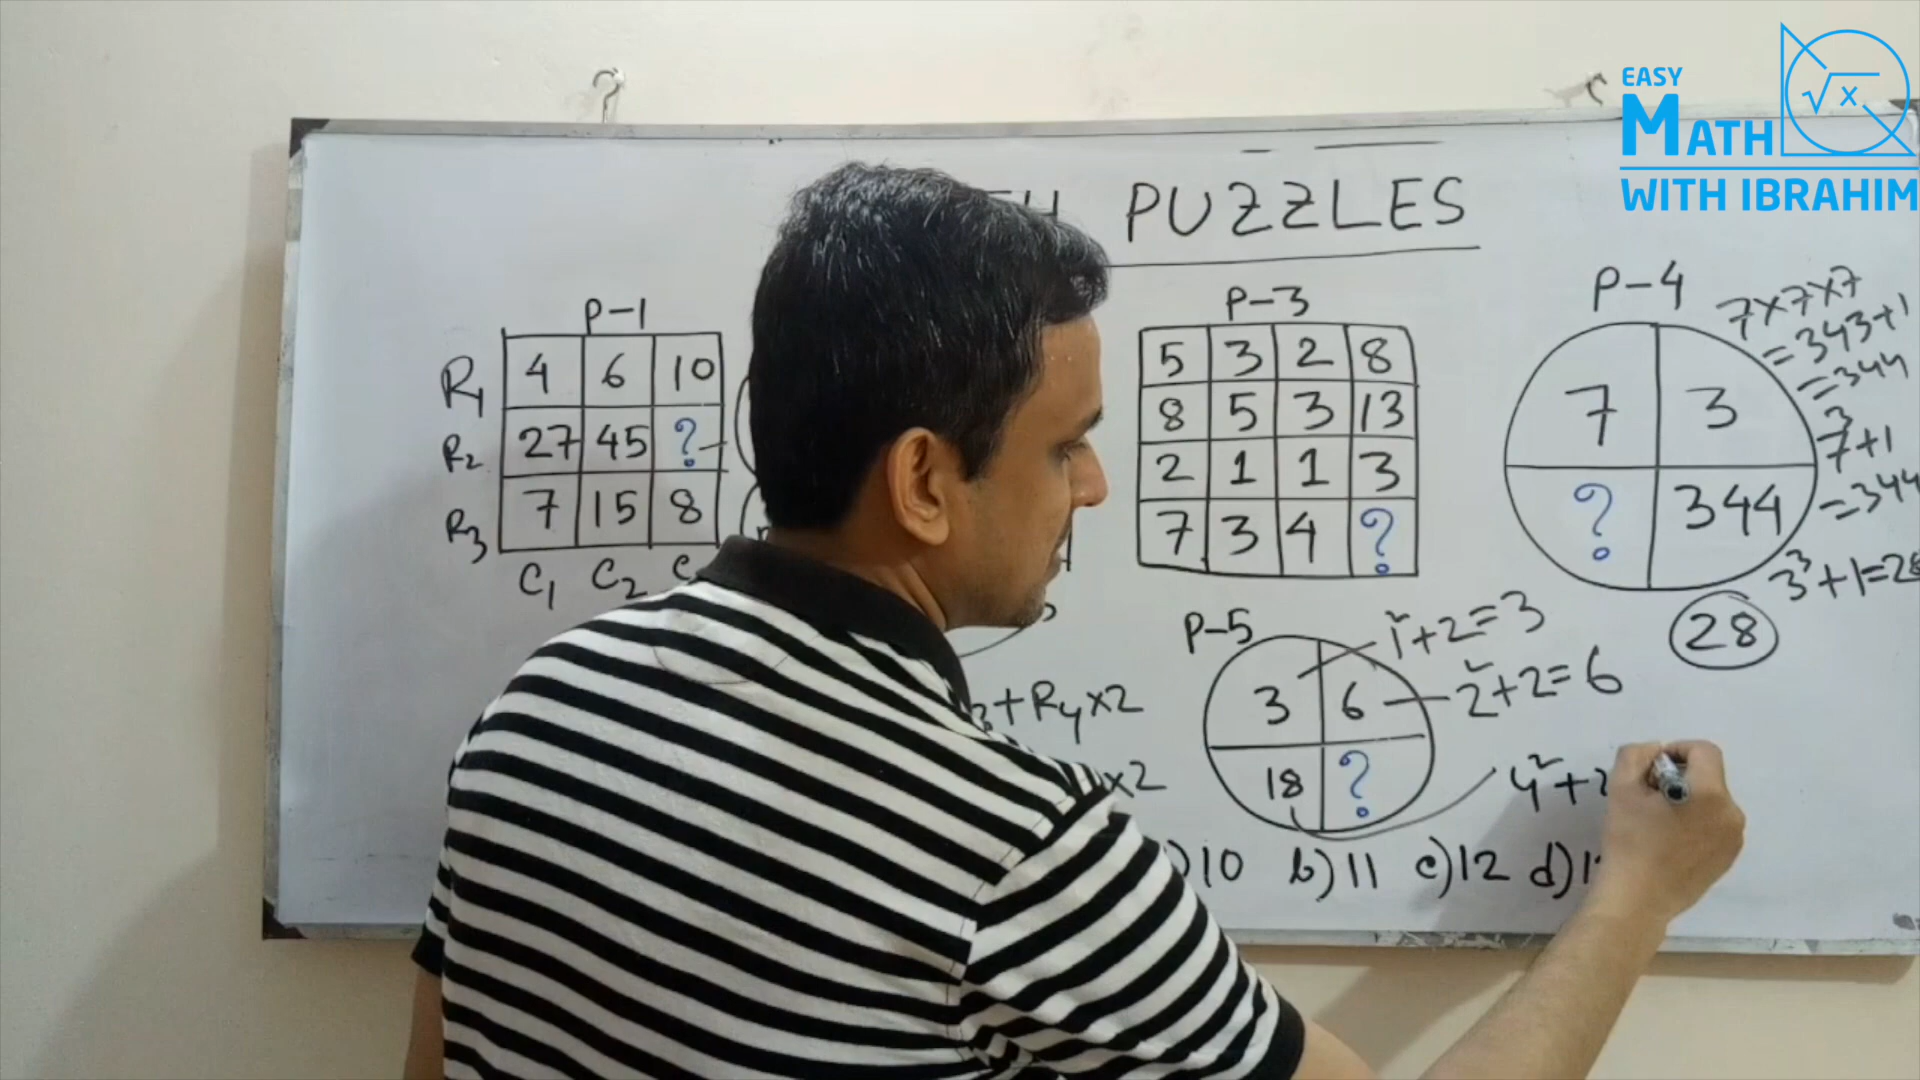 EASY
MATH
√x
WITH IBRAHIM
PUZZLES
P-1
R1 4 6 10
R2 27 45 ?
R3 7 15 8
C1 C2
P-3
5 3 2 8
8 5 3 13
2 1 1 3
7 3 4 ?
P-4
7 3
? 344
7×7×7
=343+1
=344
7³+1
=344
3³+1=28
28
P-5
3 6
18 ?
1²+2=3
2²+2=6
4²+2
+R4×2
×2
)10 b)11 c)12 d)